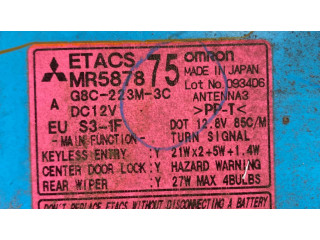 ETACS 75 OMRON
MR5878
MADE IN JAPAN
A G8C-223M-3C
Lot No. 0934D6
DC12V
ANTENNA3
>PP-T<
EU S3-1F
DOT 12.8V 85C/M
-MAIN FUNCTION-
TURN SIGNAL
KEYLESS ENTRY :Y
21W×2+5W+1.4W
CENTER DOOR LOCK :Y
HAZARD WARNING
REAR WIPER :Y
27W MAX 4BULBS
DON'T REPLACE ETACS WITHOUT DISCONNECTING A BATTERY